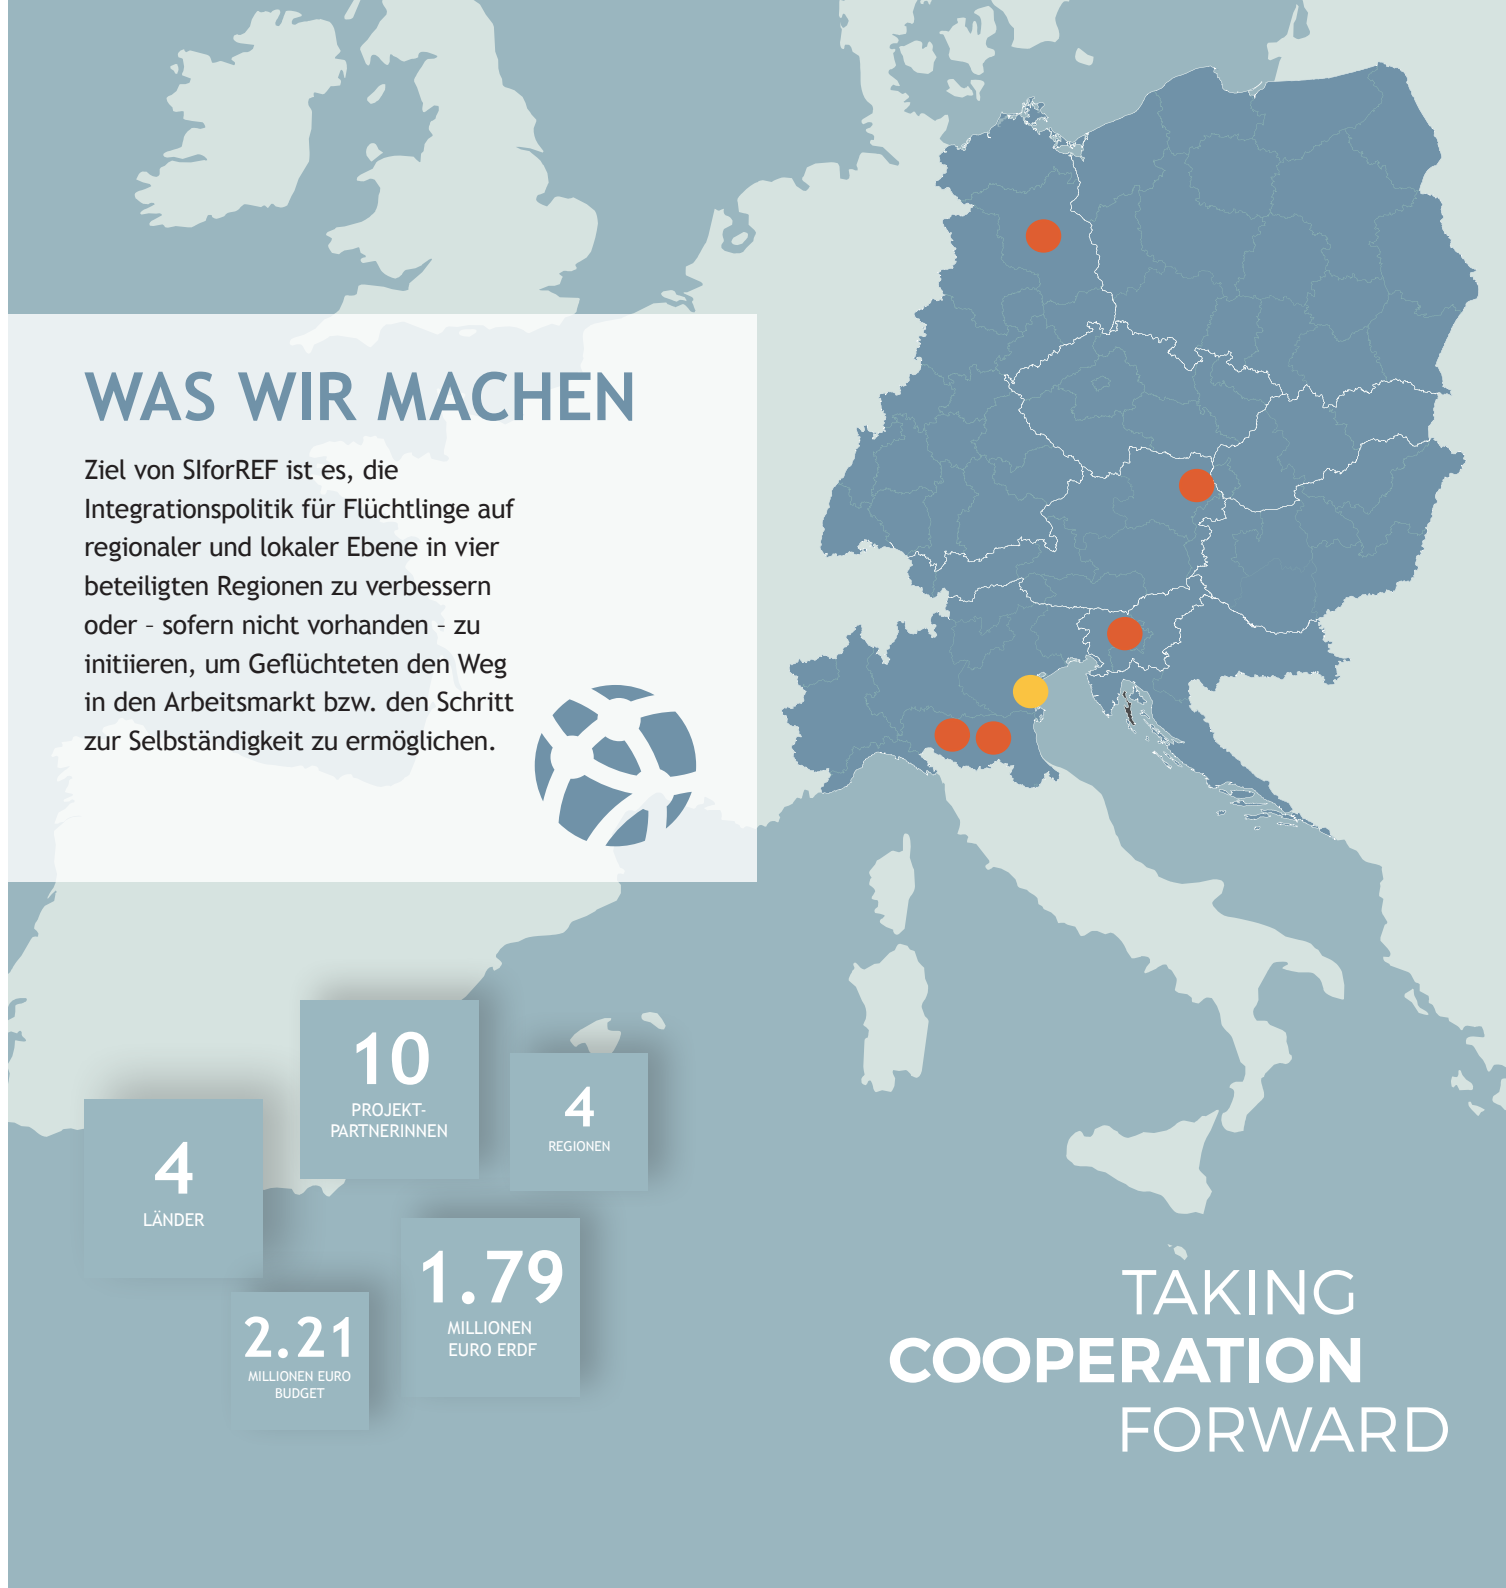 WAS WIR MACHEN
Ziel von SIforREF ist es, die
Integrationspolitik für Flüchtlinge auf
regionaler und lokaler Ebene in vier
beteiligten Regionen zu verbessern
oder – sofern nicht vorhanden – zu
initiieren, um Geflüchteten den Weg
in den Arbeitsmarkt bzw. den Schritt
zur Selbständigkeit zu ermöglichen.
10
PROJEKT-
PARTNERINNEN
4
REGIONEN
4
LÄNDER
1.79
MILLIONEN
EURO ERDF
2.21
MILLIONEN EURO
BUDGET
TAKING
COOPERATION
FORWARD